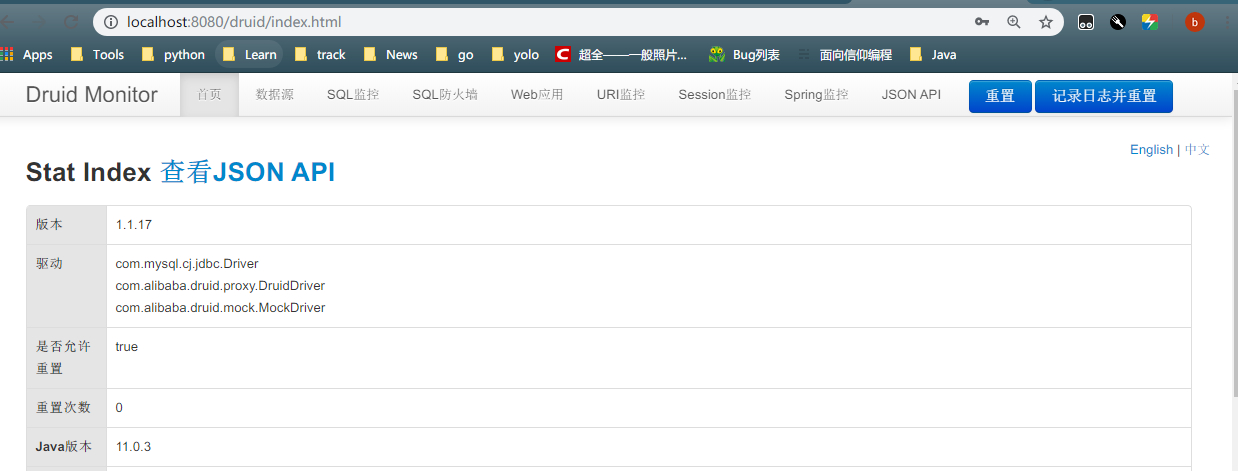 localhost:8080/druid/index.html
b
Apps Tools python Learn track News go yolo C 超全——一般照片... Bug列表 面向信仰编程 Java
Druid Monitor 首页 数据源 SQL监控 SQL防火墙 Web应用 URI监控 Session监控 Spring监控 JSON API 重置 记录日志并重置
English | 中文
Stat Index 查看JSON API
版本 1.1.17
驱动 com.mysql.cj.jdbc.Driver
com.alibaba.druid.proxy.DruidDriver
com.alibaba.druid.mock.MockDriver
是否允许 true
重置
重置次数 0
Java版本 11.0.3